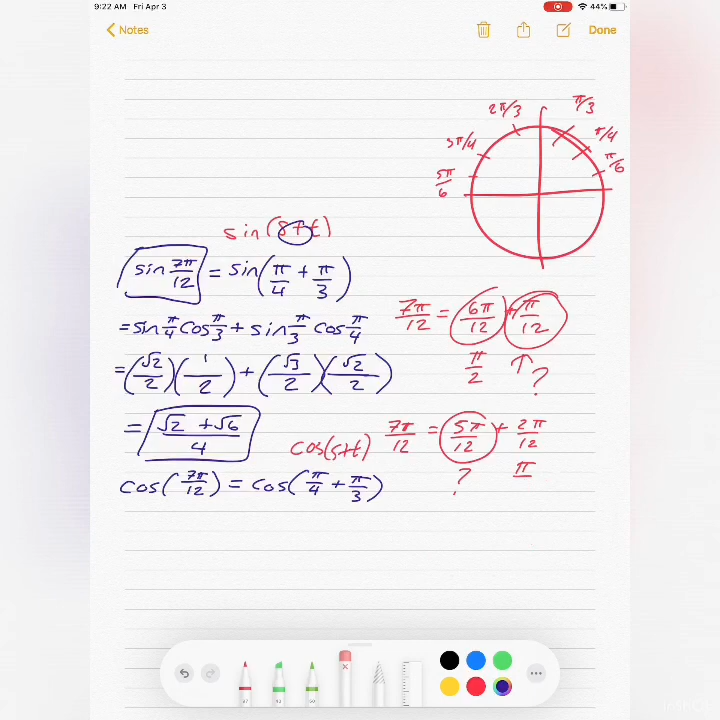 9:22 AM Fri Apr 3
44%
Notes
Done
2π/3
π/3
3π/4
π/4
5π/6
π/6
sin(s+t)
sin 7π/12 = sin(π/4 + π/3)
= sin π/4 cos π/3 + sin π/3 cos π/4
= (√2/2)(1/2) + (√3/2)(√2/2)
= (√2 + √6)/4
7π/12 = 6π/12 + π/12
π/2 ↑ ?
cos(s+t)
7π/12 = 5π/12 + 2π/12
? π
cos(7π/12) = cos(π/4 + π/3)